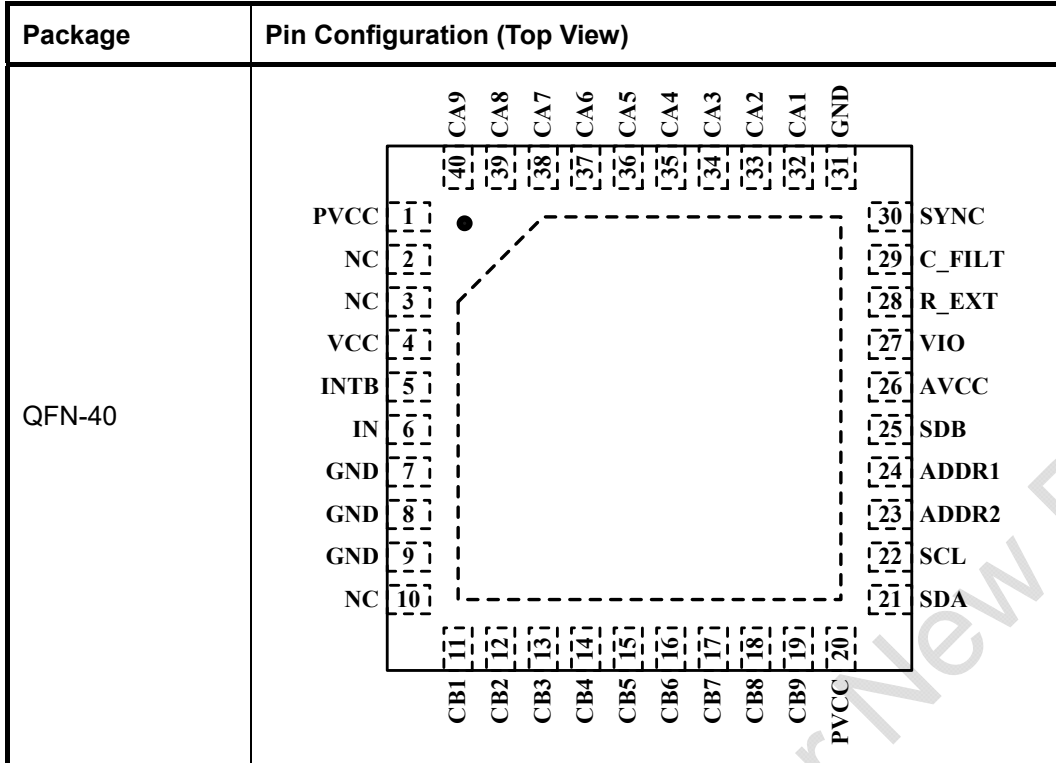 Package
Pin Configuration (Top View)
QFN-40
CA9 CA8 CA7 CA6 CA5 CA4 CA3 CA2 CA1 GND
40 39 38 37 36 35 34 33 32 31
PVCC 1
NC 2
NC 3
VCC 4
INTB 5
IN 6
GND 7
GND 8
GND 9
NC 10
30 SYNC
29 C_FILT
28 R_EXT
27 VIO
26 AVCC
25 SDB
24 ADDR1
23 ADDR2
22 SCL
21 SDA
11 12 13 14 15 16 17 18 19 20
CB1 CB2 CB3 CB4 CB5 CB6 CB7 CB8 CB9 PVCC
New